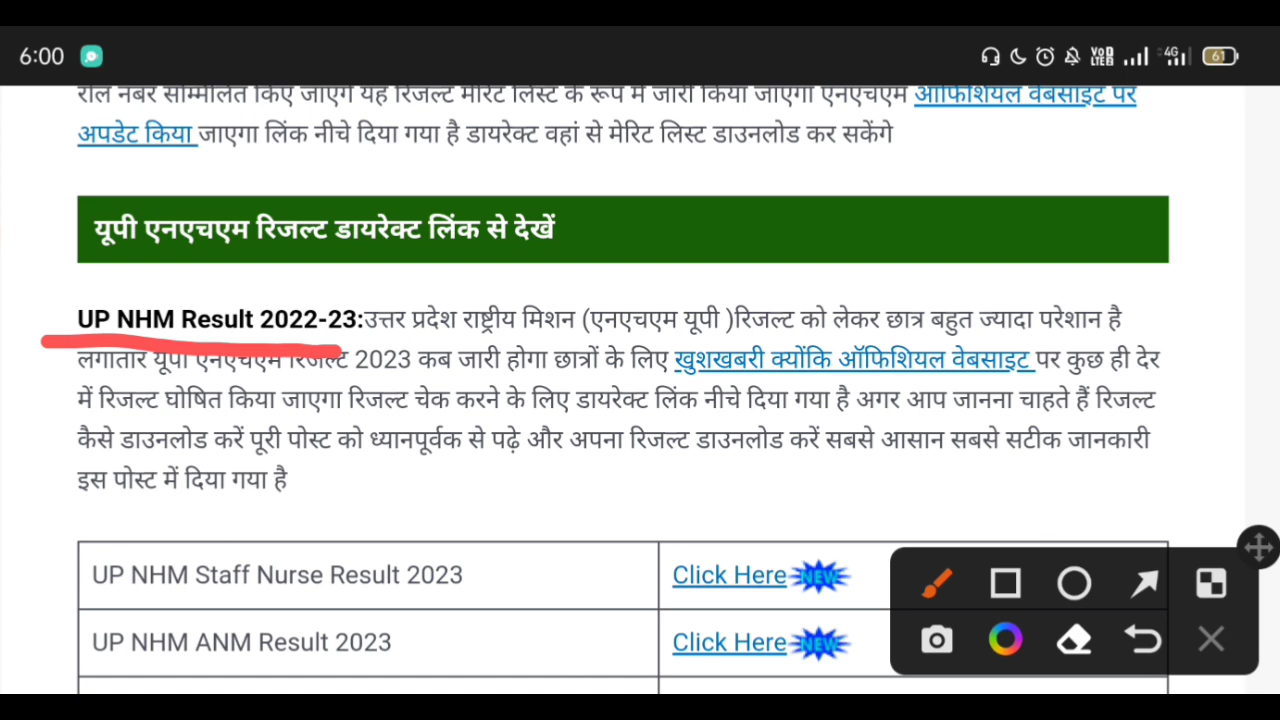 6:00
VoD LTE2 4G 61
रोल नंबर सम्मिलित किए जाएंगे यह रिजल्ट मेरिट लिस्ट के रूप में जारी किया जाएगा एनएचएम ऑफिशियल वेबसाइट पर
अपडेट किया जाएगा लिंक नीचे दिया गया है डायरेक्ट वहां से मेरिट लिस्ट डाउनलोड कर सकेंगे
यूपी एनएचएम रिजल्ट डायरेक्ट लिंक से देखें
UP NHM Result 2022-23:उत्तर प्रदेश राष्ट्रीय मिशन (एनएचएम यूपी )रिजल्ट को लेकर छात्र बहुत ज्यादा परेशान है
लगातार यूपी एनएचएम रिजल्ट 2023 कब जारी होगा छात्रों के लिए खुशखबरी क्योंकि ऑफिशियल वेबसाइट पर कुछ ही देर
में रिजल्ट घोषित किया जाएगा रिजल्ट चेक करने के लिए डायरेक्ट लिंक नीचे दिया गया है अगर आप जानना चाहते हैं रिजल्ट
कैसे डाउनलोड करें पूरी पोस्ट को ध्यानपूर्वक से पढ़े और अपना रिजल्ट डाउनलोड करें सबसे आसान सबसे सटीक जानकारी
इस पोस्ट में दिया गया है
UP NHM Staff Nurse Result 2023 Click Here NEW
UP NHM ANM Result 2023 Click Here NEW